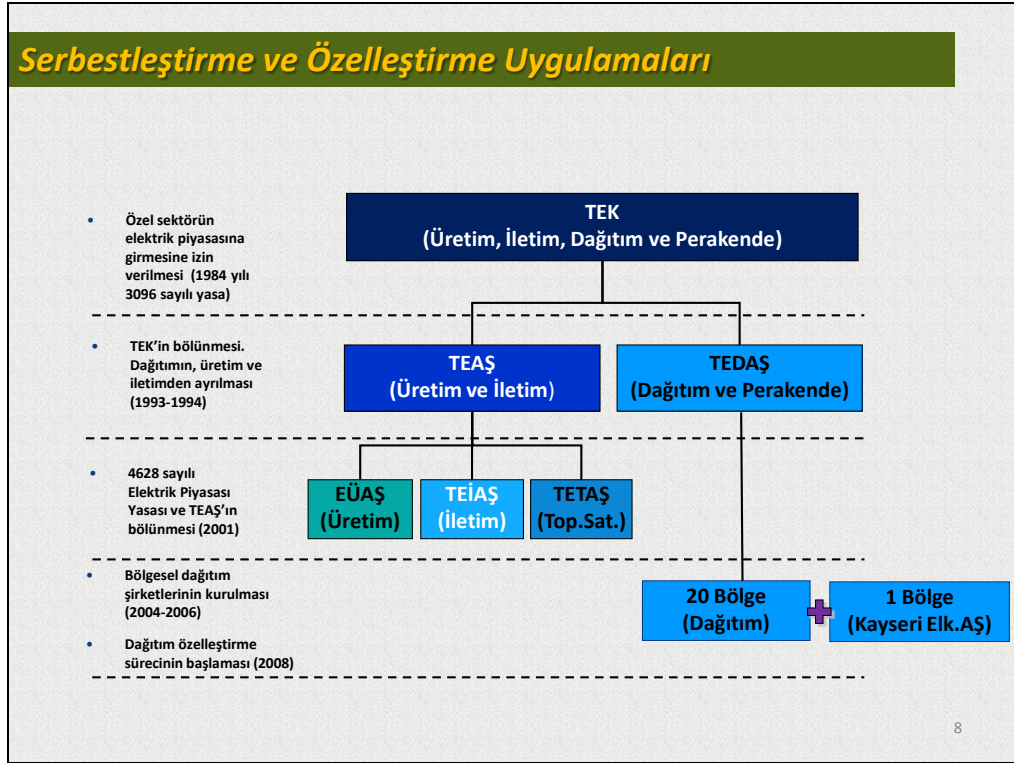 Serbestleştirme ve Özelleştirme Uygulamaları
• Özel sektörün
elektrik piyasasına
girmesine izin
verilmesi (1984 yılı
3096 sayılı yasa)
TEK
(Üretim, İletim, Dağıtım ve Perakende)
• TEK’in bölünmesi.
Dağıtımın, üretim ve
iletimden ayrılması
(1993-1994)
TEAŞ
(Üretim ve İletim)
TEDAŞ
(Dağıtım ve Perakende)
• 4628 sayılı
Elektrik Piyasası
Yasası ve TEAŞ’ın
bölünmesi (2001)
EÜAŞ
(Üretim)
TEİAŞ
(İletim)
TETAŞ
(Top.Sat.)
• Bölgesel dağıtım
şirketlerinin kurulması
(2004-2006)
• Dağıtım özelleştirme
sürecinin başlaması (2008)
20 Bölge
(Dağıtım)
1 Bölge
(Kayseri Elk.AŞ)
8